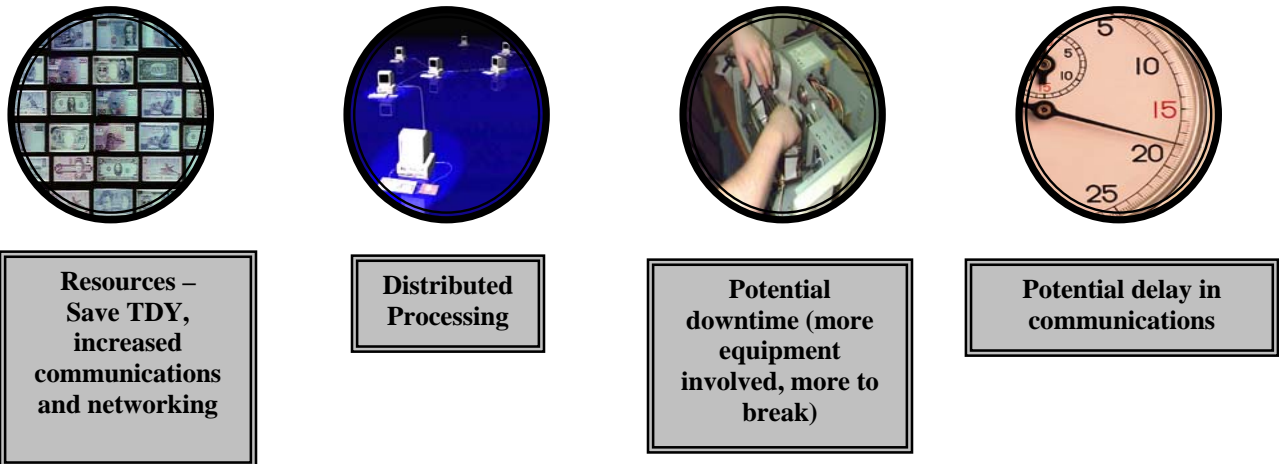 5
5
10
10
15
15
20
25
Resources –
Save TDY,
increased
communications
and networking
Distributed
Processing
Potential
downtime (more
equipment
involved, more to
break)
Potential delay in
communications